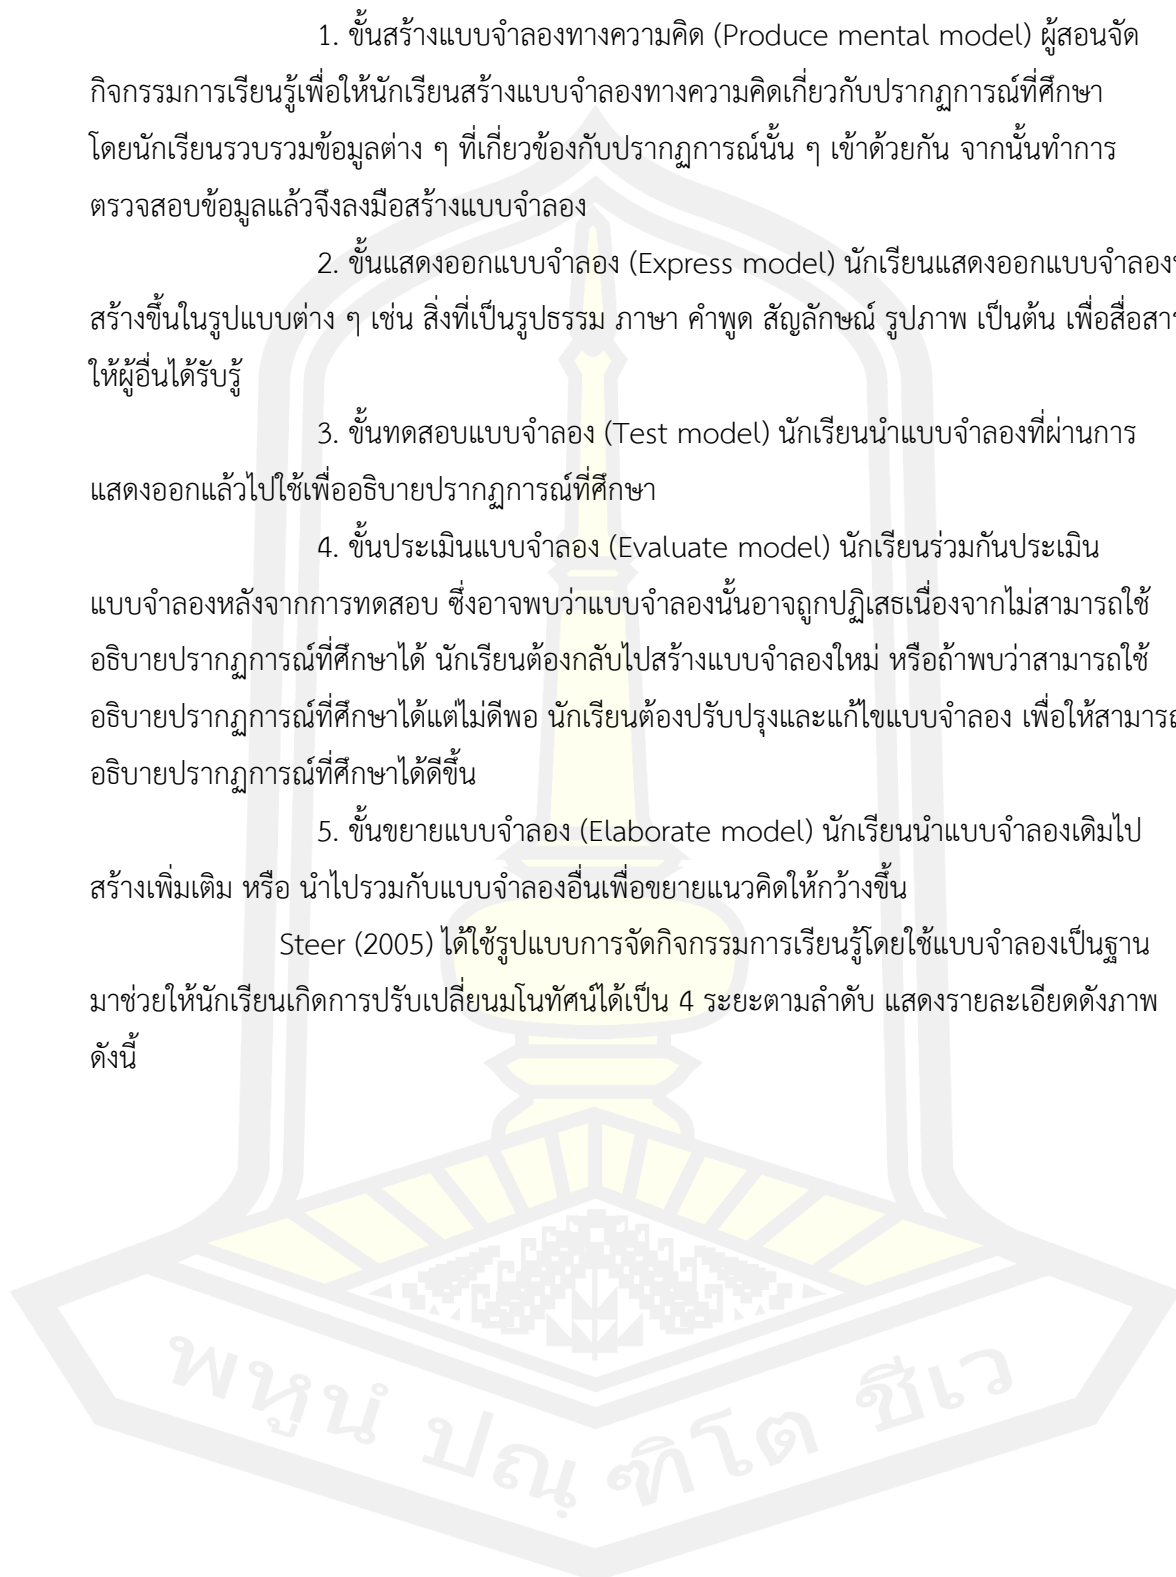 1. ขั้นสร้างแบบจำลองทางความคิด (Produce mental model) ผู้สอนจัด
กิจกรรมการเรียนรู้เพื่อให้นักเรียนสร้างแบบจำลองทางความคิดเกี่ยวกับปรากฏการณ์ที่ศึกษา
โดยนักเรียนรวบรวมข้อมูลต่าง ๆ ที่เกี่ยวข้องกับปรากฏการณ์นั้น ๆ เข้าด้วยกัน จากนั้นทำการ
ตรวจสอบข้อมูลแล้วจึงลงมือสร้างแบบจำลอง
2. ขั้นแสดงออกแบบจำลอง (Express model) นักเรียนแสดงออกแบบจำลอง
สร้างขึ้นในรูปแบบต่าง ๆ เช่น สิ่งที่เป็นรูปธรรม ภาษา คำพูด สัญลักษณ์ รูปภาพ เป็นต้น เพื่อสื่อสาร
ให้ผู้อื่นได้รับรู้
3. ขั้นทดสอบแบบจำลอง (Test model) นักเรียนนำแบบจำลองที่ผ่านการ
แสดงออกแล้วไปใช้เพื่ออธิบายปรากฏการณ์ที่ศึกษา
4. ขั้นประเมินแบบจำลอง (Evaluate model) นักเรียนร่วมกันประเมิน
แบบจำลองหลังจากการทดสอบ ซึ่งอาจพบว่าแบบจำลองนั้นอาจถูกปฏิเสธเนื่องจากไม่สามารถใช้
อธิบายปรากฏการณ์ที่ศึกษาได้ นักเรียนต้องกลับไปสร้างแบบจำลองใหม่ หรือถ้าพบว่าสามารถใช้
อธิบายปรากฏการณ์ที่ศึกษาได้แต่ไม่ดีพอ นักเรียนต้องปรับปรุงและแก้ไขแบบจำลอง เพื่อให้สามารถ
อธิบายปรากฏการณ์ที่ศึกษาได้ดีขึ้น
5. ขั้นขยายแบบจำลอง (Elaborate model) นักเรียนนำแบบจำลองเดิมไป
สร้างเพิ่มเติม หรือ นำไปรวมกับแบบจำลองอื่นเพื่อขยายแนวคิดให้กว้างขึ้น
Steer (2005) ได้ใช้รูปแบบการจัดกิจกรรมการเรียนรู้โดยใช้แบบจำลองเป็นฐาน
มาช่วยให้นักเรียนเกิดการปรับเปลี่ยนมโนทัศน์ได้เป็น 4 ระยะตามลำดับ แสดงรายละเอียดดังภาพ
ดังนี้
พหูนํ ปณฺฑิโต ชีเว